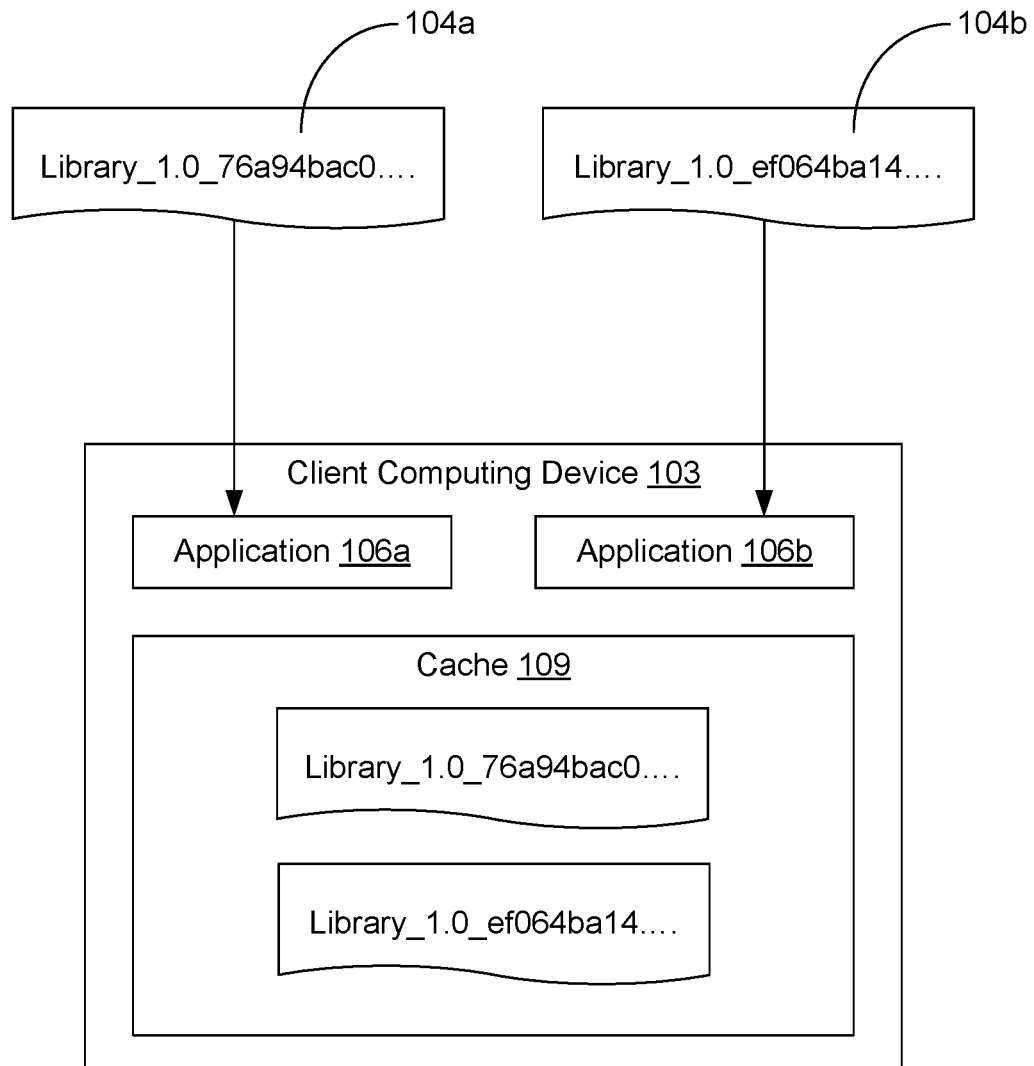 104a
104b
Library_1.0_76a94bac0....
Library_1.0_ef064ba14....
Client Computing Device 103
Application 106a
Application 106b
Cache 109
Library_1.0_76a94bac0....
Library_1.0_ef064ba14....